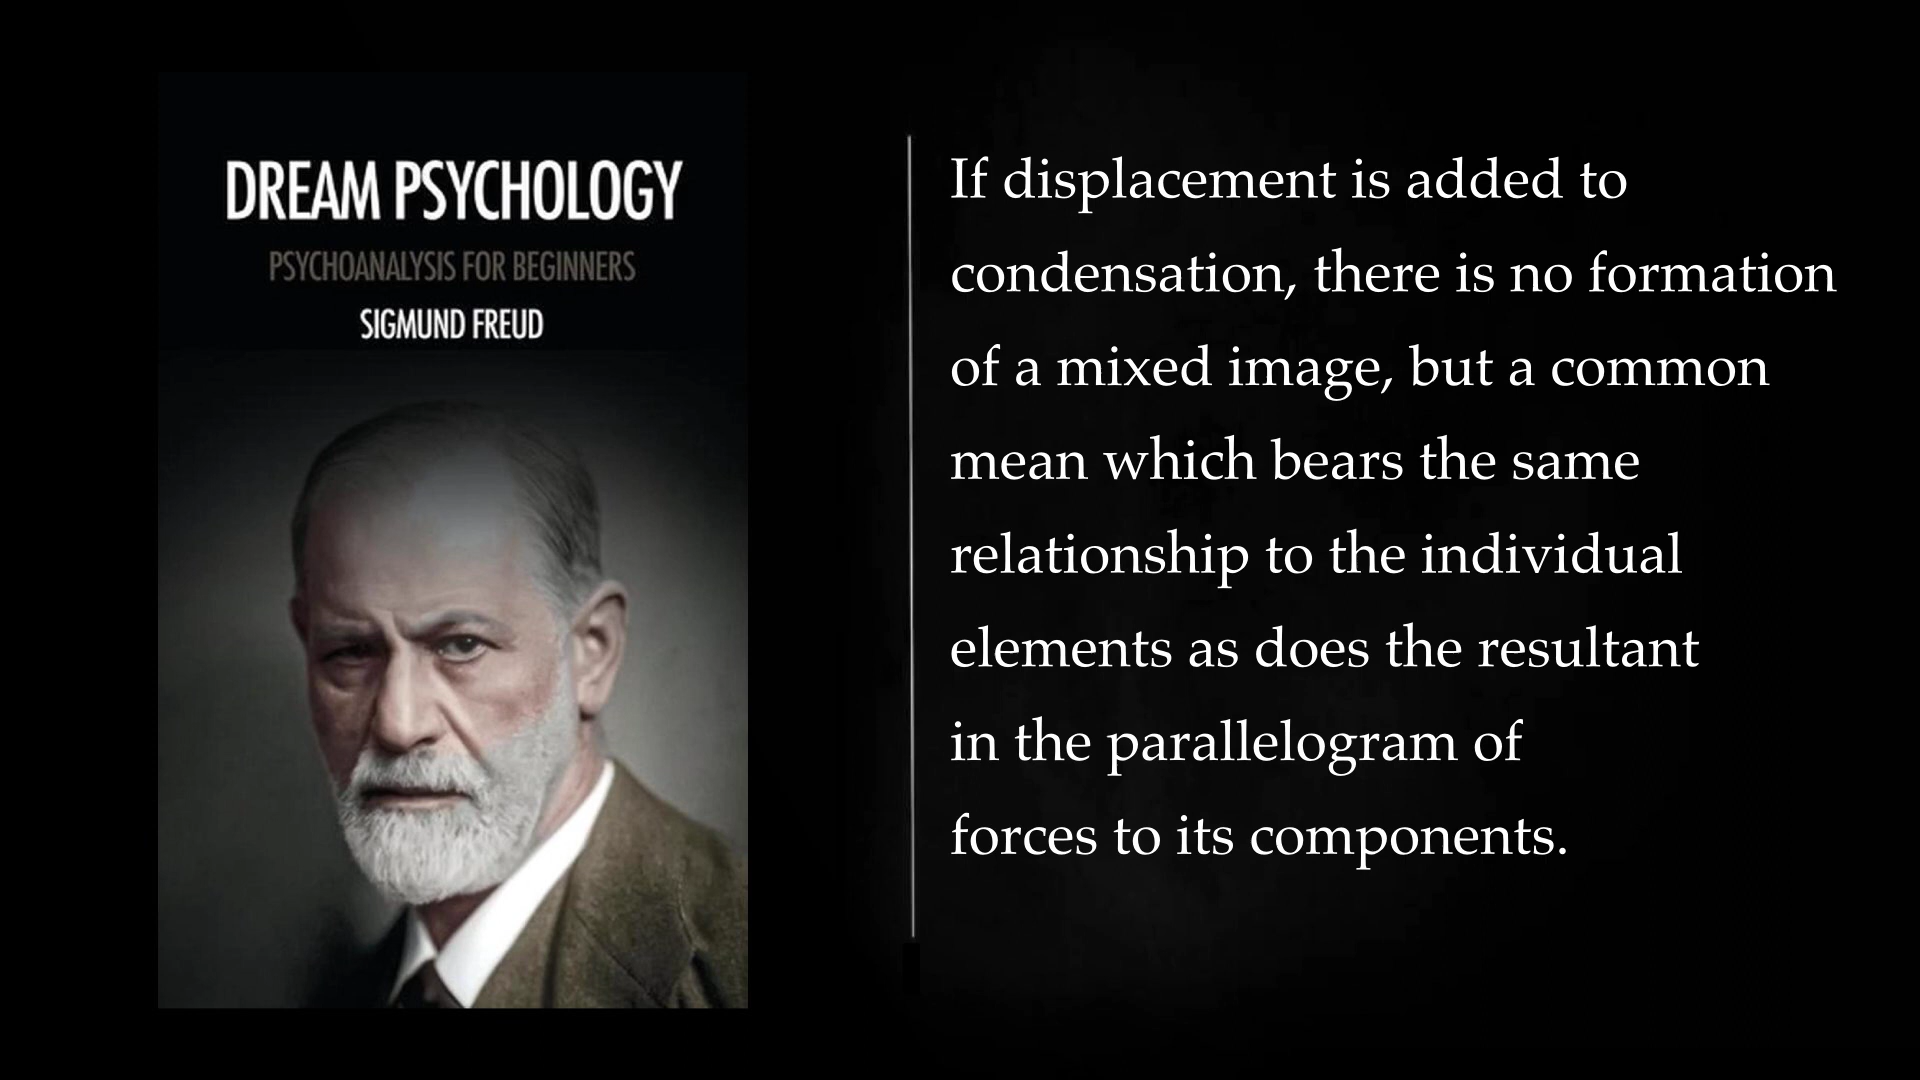 DREAM PSYCHOLOGY
PSYCHOANALYSIS FOR BEGINNERS
SIGMUND FREUD
If displacement is added to
condensation, there is no formation
of a mixed image, but a common
mean which bears the same
relationship to the individual
elements as does the resultant
in the parallelogram of
forces to its components.